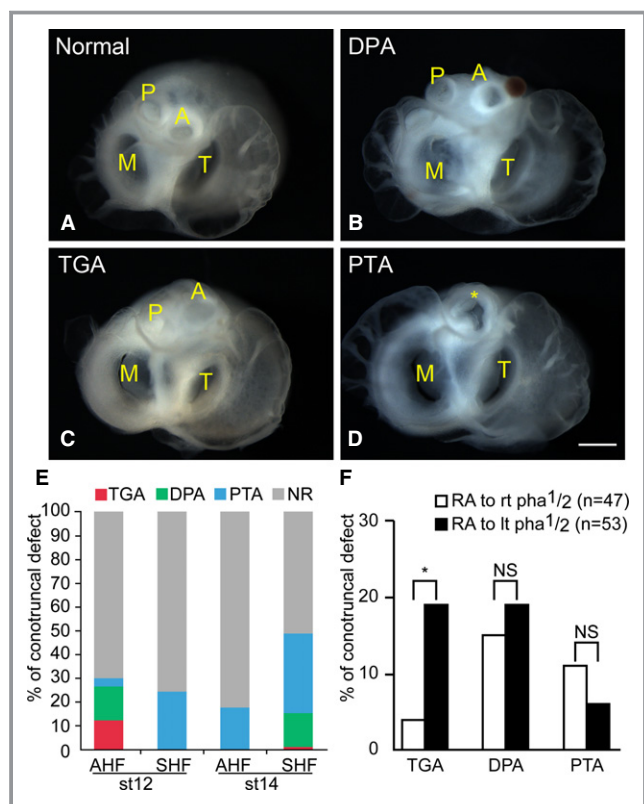 Normal
P
A
M
T
A
DPA
P
A
M
T
B
TGA
P
A
M
T
C
PTA
*
M
T
D
E
TGA DPA PTA NR
% of conotruncal defect
100
90
80
70
60
50
40
30
20
10
0
AHF SHF AHF SHF
st12 st14
F
RA to rt pha1/2 (n=47)
RA to lt pha1/2 (n=53)
% of conotruncal defect
30
20
10
0
*
NS
NS
TGA DPA PTA